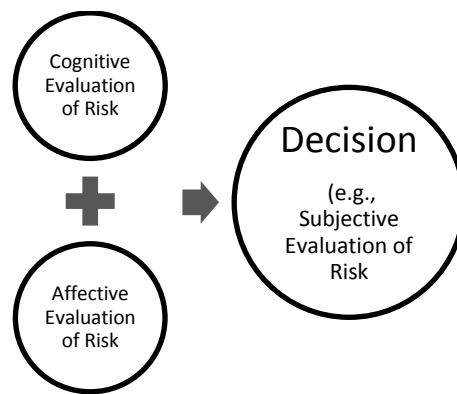 Cognitive
Evaluation
of Risk
Decision
(e.g.,
Subjective
Evaluation of
Risk
Affective
Evaluation
of Risk